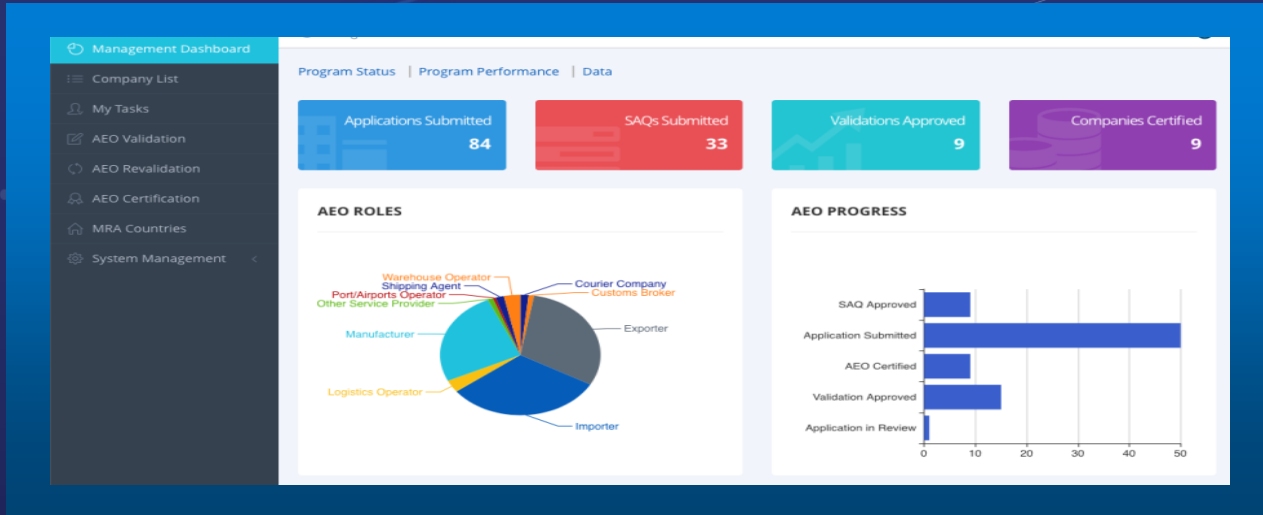 Management Dashboard
Company List
My Tasks
AEO Validation
AEO Revalidation
AEO Certification
MRA Countries
System Management <
Program Status | Program Performance | Data
Applications Submitted
84
SAQs Submitted
33
Validations Approved
9
Companies Certified
9
AEO ROLES
Warehouse Operator
Shipping Agent
Port/Airports Operator
Other Service Provider
Manufacturer
Logistics Operator
Courier Company
Customs Broker
Exporter
Importer
AEO PROGRESS
SAQ Approved
Application Submitted
AEO Certified
Validation Approved
Application in Review
0 10 20 30 40 50